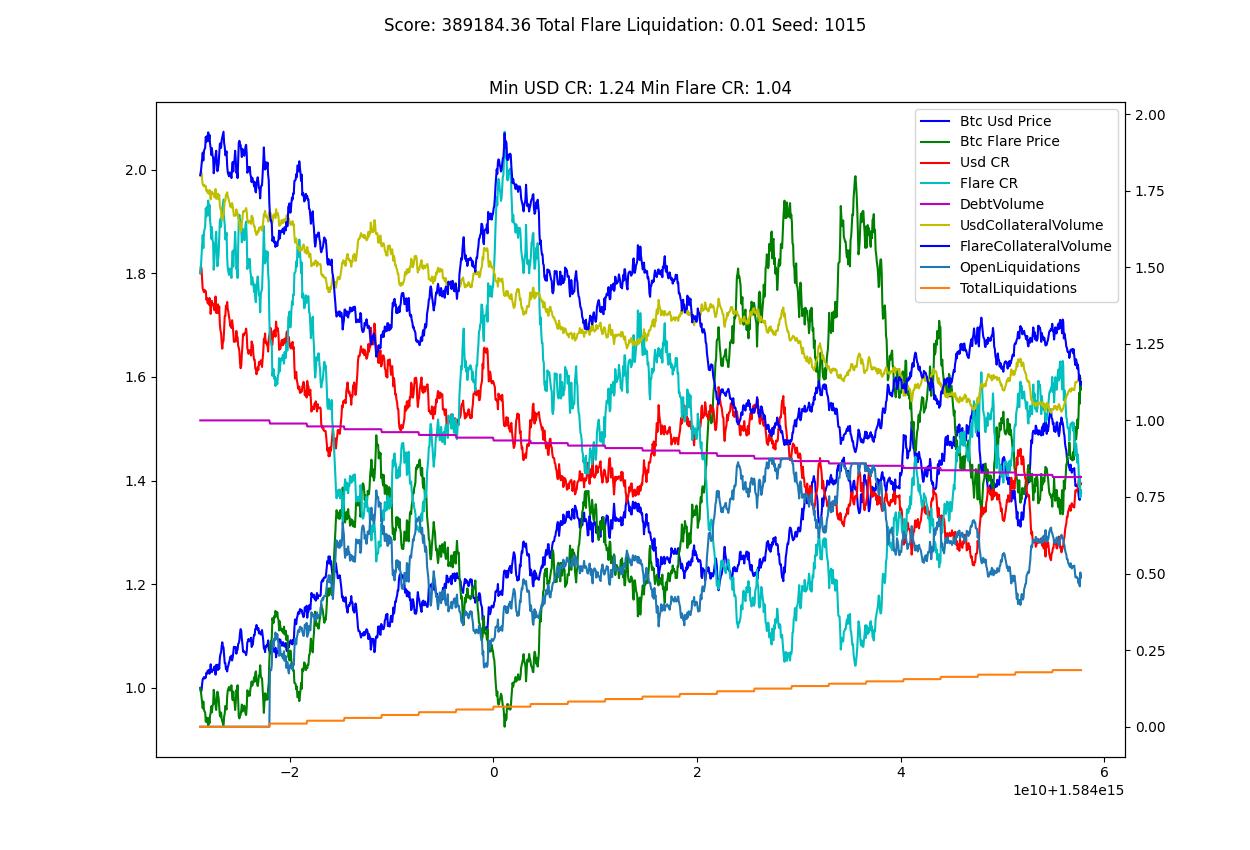 Score: 389184.36 Total Flare Liquidation: 0.01 Seed: 1015
Min USD CR: 1.24 Min Flare CR: 1.04
2.0
1.8
1.6
1.4
1.2
1.0
2.00
1.75
1.50
1.25
1.00
0.75
0.50
0.25
0.00
Btc Usd Price
Btc Flare Price
Usd CR
Flare CR
DebtVolume
UsdCollateralVolume
FlareCollateralVolume
OpenLiquidations
TotalLiquidations
−2 0 2 4 6
1e10+1.584e15